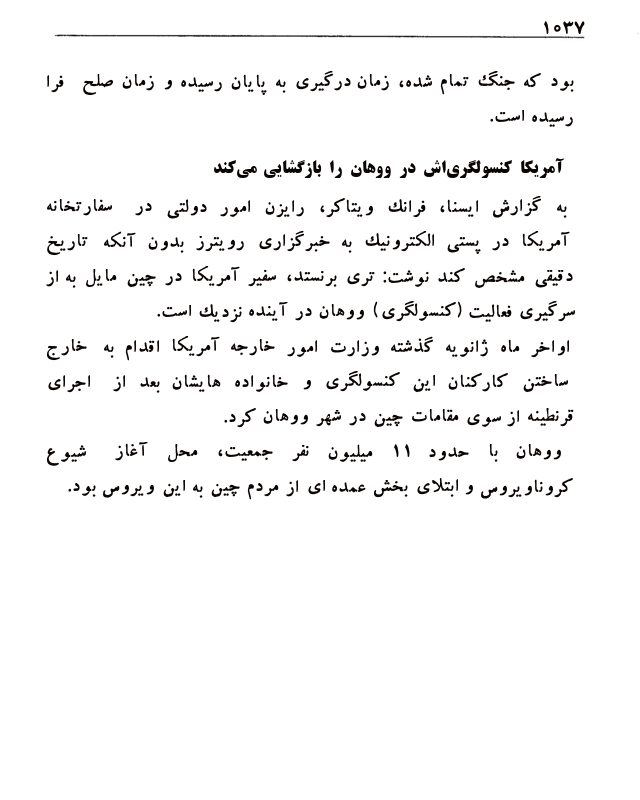 ۱۰۳۷
بود که جنگ تمام شده، زمان درگیری به پایان رسیده و زمان صلح فرا
رسیده است.
آمریکا کنسولگری‌اش در ووهان را بازگشایی می‌کند
به گزارش ایسنا، فرانك ویتاکر، رایزن امور دولتی در سفارتخانه
آمریکا در پستی الکترونیك به خبرگزاری رویترز بدون آنکه تاریخ
دقیقی مشخص کند نوشت: تری برنستد، سفیر آمریکا در چین مایل به از
سرگیری فعالیت (کنسولگری) ووهان در آینده نزدیك است.
اواخر ماه ژانویه گذشته وزارت امور خارجه آمریکا اقدام به خارج
ساختن کارکنان این کنسولگری و خانواده هایشان بعد از اجرای
قرنطینه از سوی مقامات چین در شهر ووهان کرد.
ووهان با حدود ۱۱ میلیون نفر جمعیت، محل آغاز شیوع
کروناویروس و ابتلای بخش عمده ای از مردم چین به این ویروس بود.